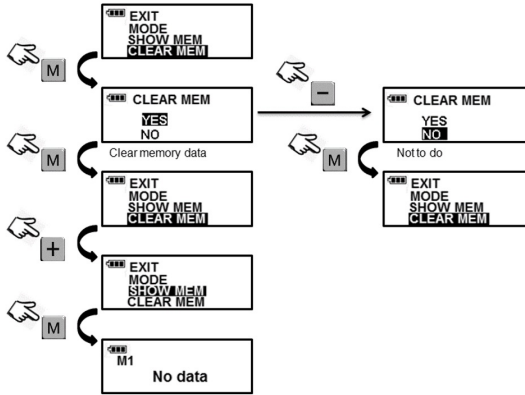 EXIT
MODE
SHOW MEM
CLEAR MEM
M
CLEAR MEM
YES
NO
Clear memory data
−
CLEAR MEM
YES
NO
Not to do
M
EXIT
MODE
SHOW MEM
CLEAR MEM
M
EXIT
MODE
SHOW MEM
CLEAR MEM
+
EXIT
MODE
SHOW MEM
CLEAR MEM
M
M1
No data